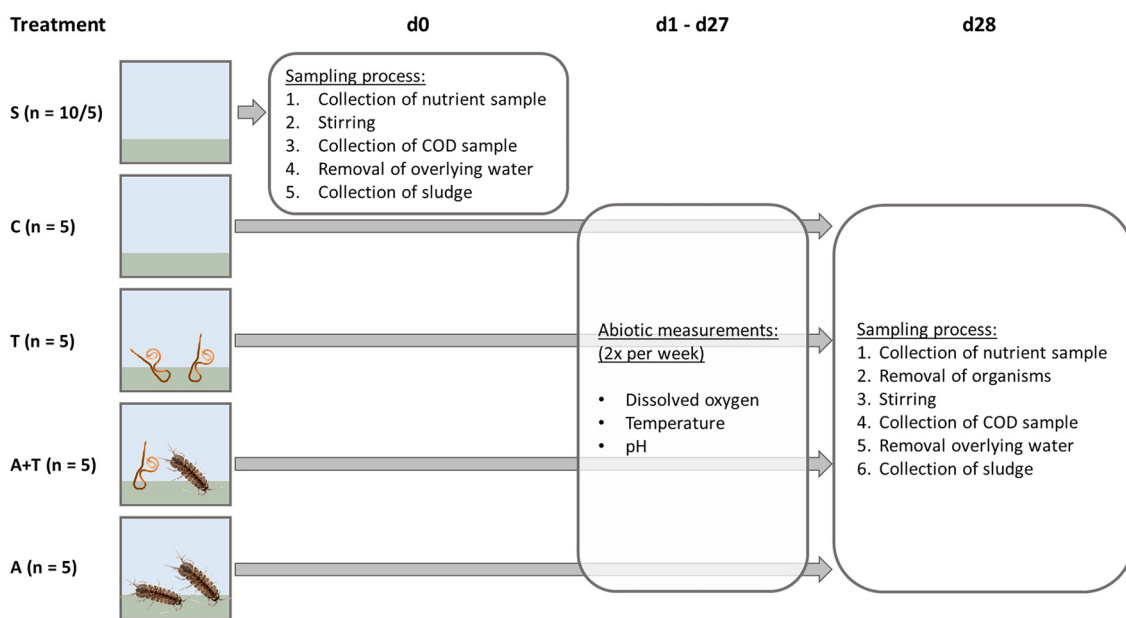 Treatment d0 d1 - d27 d28
S (n = 10/5)
Sampling process:
1. Collection of nutrient sample
2. Stirring
3. Collection of COD sample
4. Removal of overlying water
5. Collection of sludge
C (n = 5)
T (n = 5)
A+T (n = 5)
A (n = 5)
Abiotic measurements:
(2x per week)
• Dissolved oxygen
• Temperature
• pH
Sampling process:
1. Collection of nutrient sample
2. Removal of organisms
3. Stirring
4. Collection of COD sample
5. Removal overlying water
6. Collection of sludge